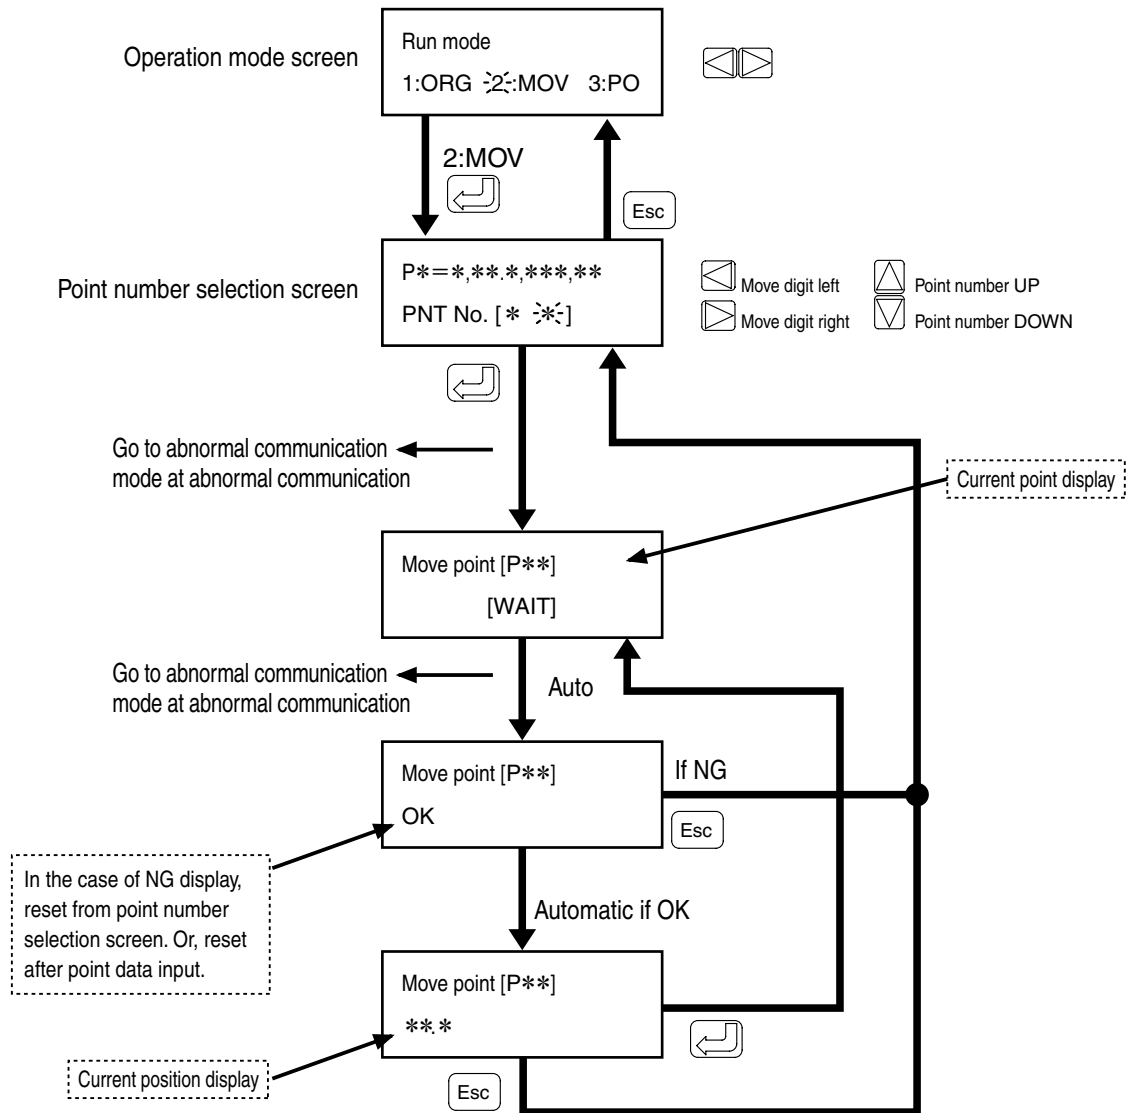 Operation mode screen
Run mode
1:ORG 2:MOV 3:PO
2:MOV
Esc
Point number selection screen
P*=*,**.*,***,**
PNT No. [* *]
Move digit left
Point number UP
Move digit right
Point number DOWN
Go to abnormal communication
mode at abnormal communication
Current point display
Move point [P**]
[WAIT]
Go to abnormal communication
mode at abnormal communication
Auto
Move point [P**]
OK
If NG
Esc
In the case of NG display,
reset from point number
selection screen. Or, reset
after point data input.
Automatic if OK
Move point [P**]
**.*
Current position display
Esc